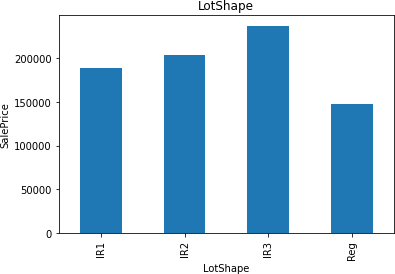 LotShape
200000
150000
100000
50000
0
SalePrice
IR1
IR2
IR3
Reg
LotShape